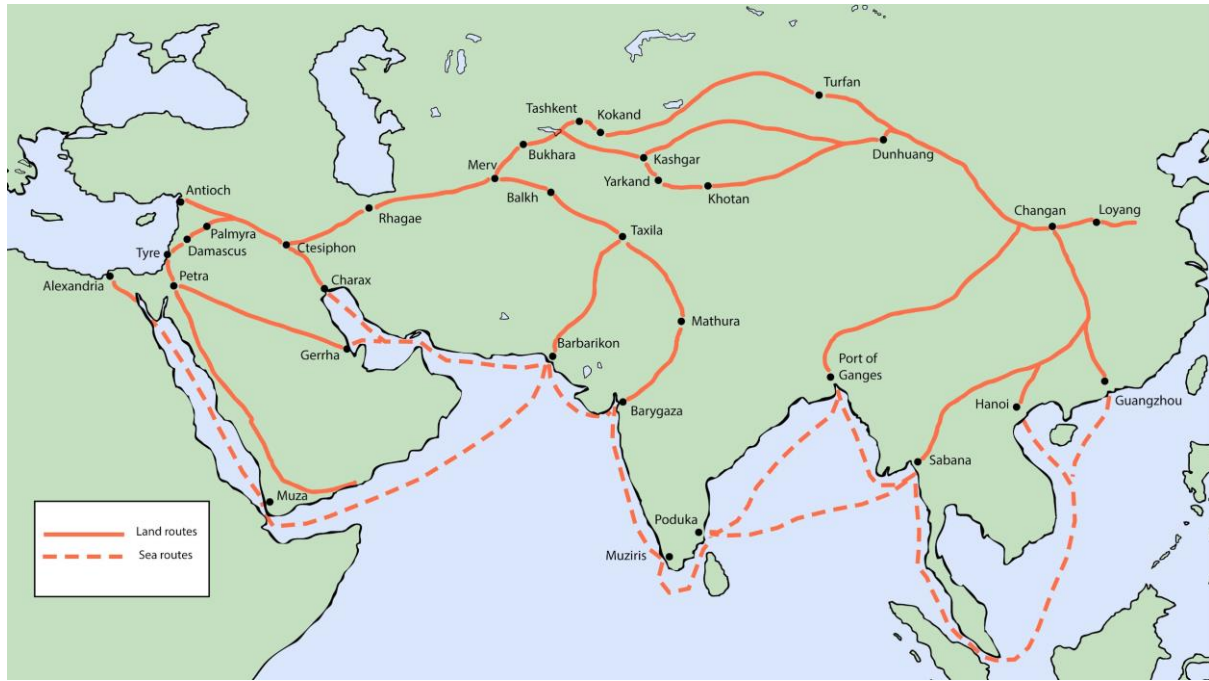 Turfan
Tashkent
Kokand
Bukhara
Dunhuang
Kashgar
Merv
Yarkand
Khotan
Balkh
Antioch
Rhagae
Changan
Loyang
Palmyra
Taxila
Damascus
Ctesiphon
Tyre
Petra
Charax
Alexandria
Mathura
Gerrha
Barbarikon
Port of
Ganges
Barygaza
Hanoi
Guangzhou
Sabana
Muza
Poduka
Muziris
Land routes
Sea routes